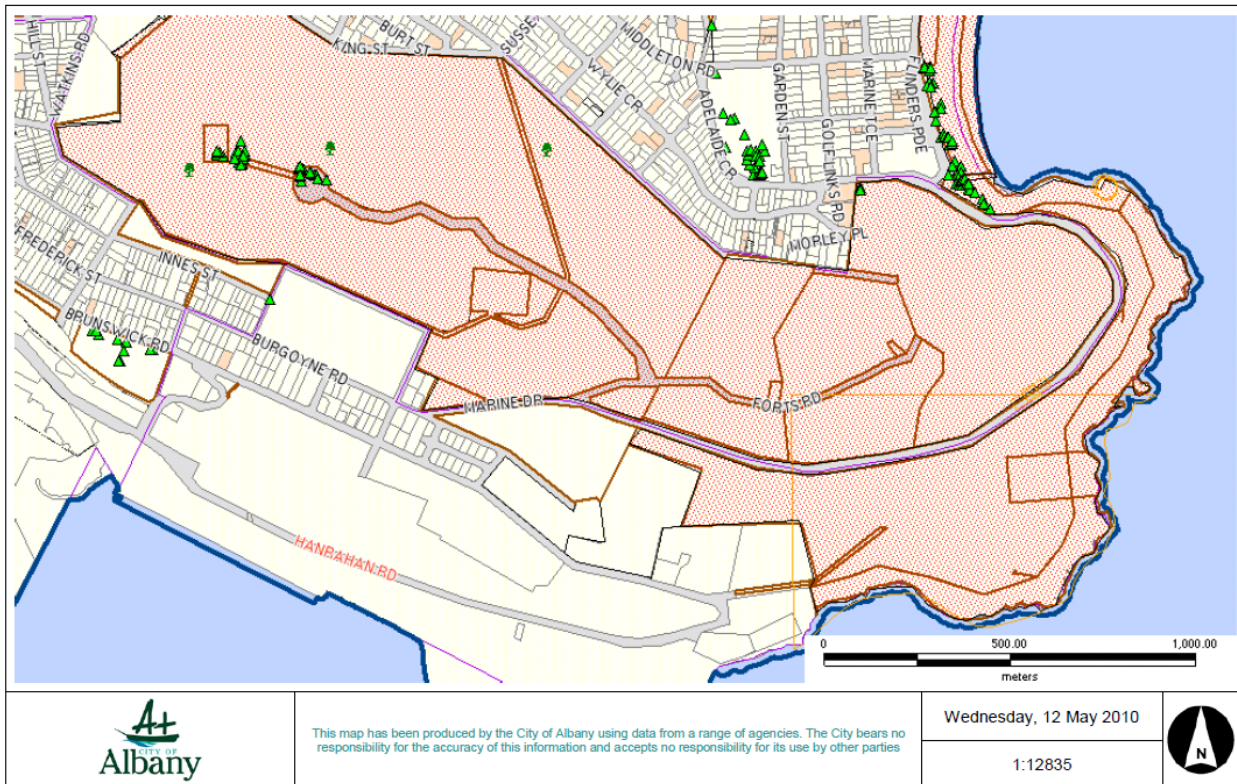 HILL ST
WATKINS RD
KING ST
BURT ST
SUSSE
MIDDLETON RD
WYLIE CR
ADELAIDE CR
GARDEN ST
GOLF LINKS RD
MARINE TCE
FLINDERS PDE
MORLEY PL
FREDERICK ST
INNES ST
BRUNSWICK RD
BURGOYNE RD
MARINE DR
FORTS RD
HANRAHAN RD
0 500.00 1,000.00
meters
CITY OF
Albany
This map has been produced by the City of Albany using data from a range of agencies. The City bears no
responsibility for the accuracy of this information and accepts no responsibility for its use by other parties
Wednesday, 12 May 2010
1:12835
N